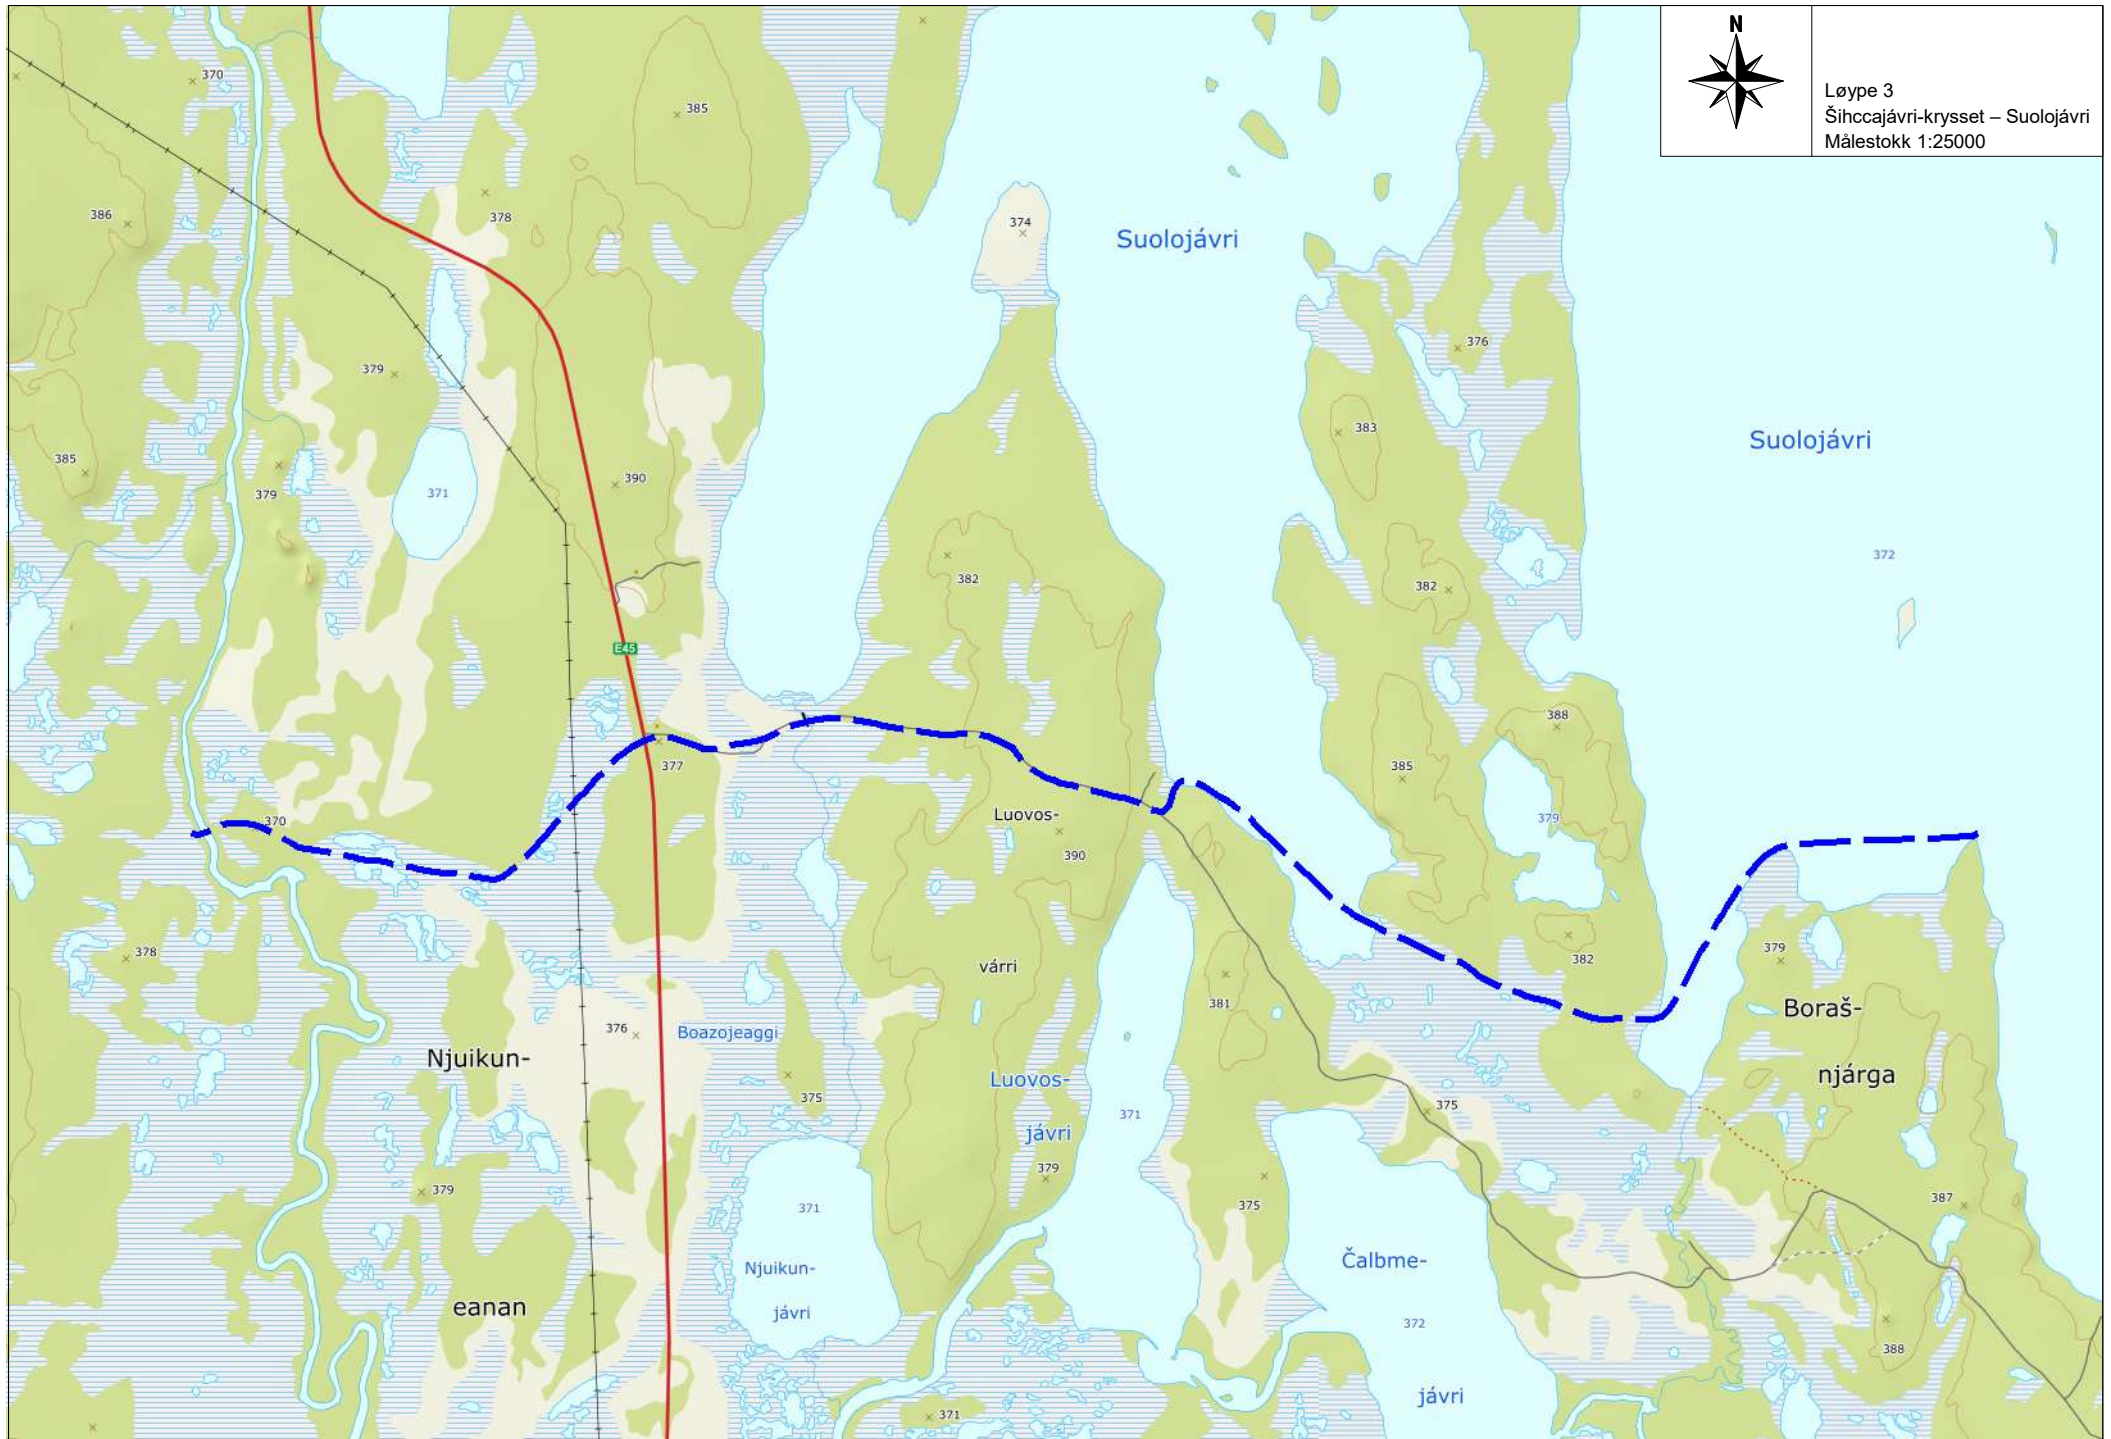 N
Løype 3
Šihccajávri-krysset – Suolojávri
Målestokk 1:25000
370
385
386
378
374
Suolojávri
376
379
383
Suolojávri
385
379
371
390
372
382
382
E45
388
377
385
370
Luovos-
379
390
378
várri
382
379
381
376
Boazojeaggi
Boraš-
Njuikun-
Luovos-
njárga
375
371
375
jávri
379
379
387
371
375
Čalbme-
Njuikun-
eanan
jávri
372
388
jávri
371